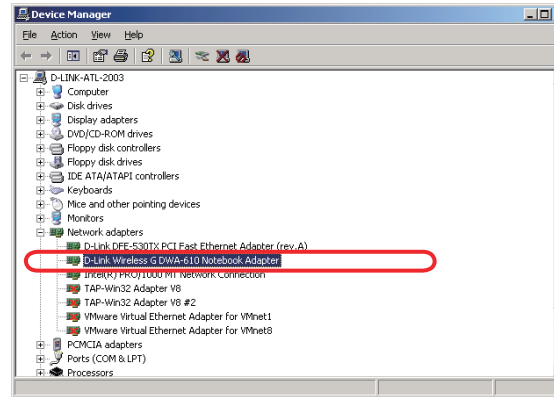 Device Manager
File Action View Help
D-LINK-ATL-2003
Computer
Disk drives
Display adapters
DVD/CD-ROM drives
Floppy disk controllers
Floppy disk drives
IDE ATA/ATAPI controllers
Keyboards
Mice and other pointing devices
Monitors
Network adapters
D-Link DFE-530TX PCI Fast Ethernet Adapter (rev.A)
D-Link Wireless G DWA-610 Notebook Adapter
Intel(R) PRO/1000 MT Network Connection
TAP-Win32 Adapter V8
TAP-Win32 Adapter V8 #2
VMware Virtual Ethernet Adapter for VMnet1
VMware Virtual Ethernet Adapter for VMnet8
PCMCIA adapters
Ports (COM & LPT)
Processors